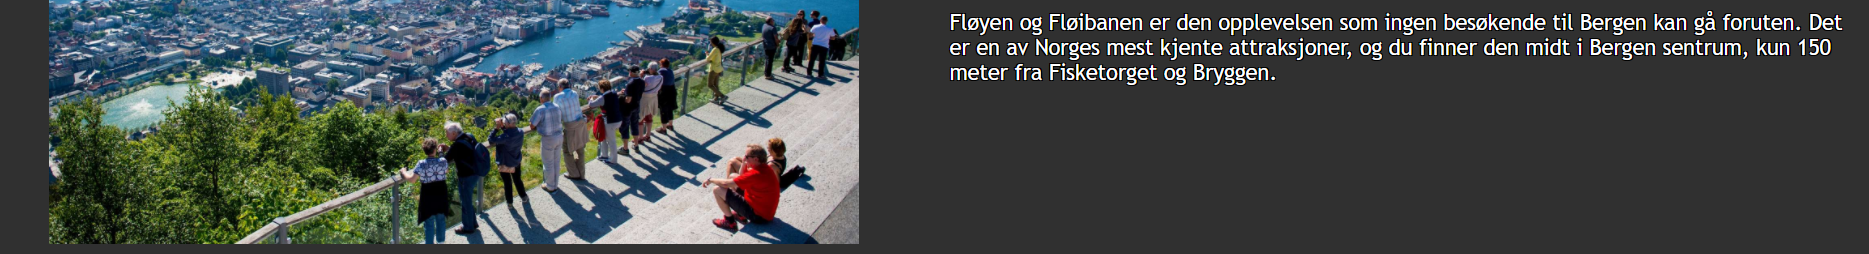 Fløyen og Fløibanen er den opplevelsen som ingen besøkende til Bergen kan gå foruten. Det
er en av Norges mest kjente attraksjoner, og du finner den midt i Bergen sentrum, kun 150
meter fra Fisketorget og Bryggen.